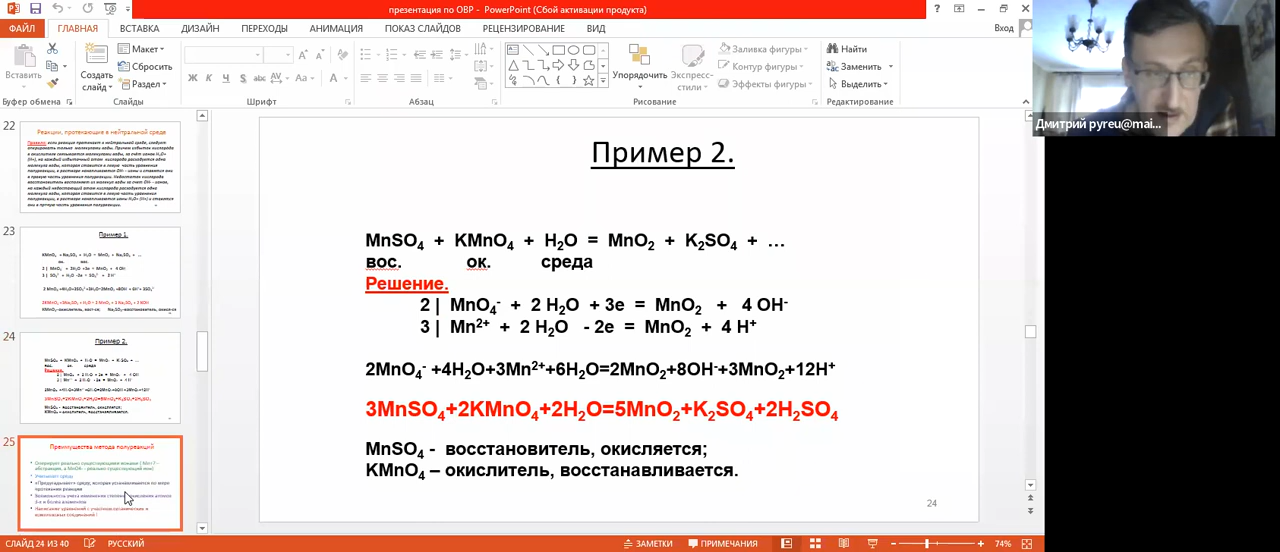 презентация по ОВР - PowerPoint (Сбой активации продукта)
ФАЙЛ ГЛАВНАЯ ВСТАВКА ДИЗАЙН ПЕРЕХОДЫ АНИМАЦИЯ ПОКАЗ СЛАЙДОВ РЕЦЕНЗИРОВАНИЕ ВИД Вход
Вставить
Создать слайд
Макет
Сбросить
Раздел
Упорядочить
Экспресс-стили
Заливка фигуры
Контур фигуры
Эффекты фигуры
Найти
Заменить
Выделить
Буфер обмена Слайды Шрифт Абзац Рисование Редактирование
Дмитрий pyreu@mai...
22
Реакции, протекающие в нейтральной среде
23
Пример 1.
24
Пример 2.
25
Преимущества метода полуреакций
Пример 2.
MnSO₄ + KMnO₄ + H₂O = MnO₂ + K₂SO₄ + …
вос. ок. среда
Решение.
2 | MnO₄⁻ + 2 H₂O + 3e = MnO₂ + 4 OH⁻
3 | Mn²⁺ + 2 H₂O - 2e = MnO₂ + 4 H⁺
2MnO₄⁻ +4H₂O+3Mn²⁺+6H₂O=2MnO₂+8OH⁻+3MnO₂+12H⁺
3MnSO₄+2KMnO₄+2H₂O=5MnO₂+K₂SO₄+2H₂SO₄
MnSO₄ - восстановитель, окисляется;
KMnO₄ – окислитель, восстанавливается.
24
СЛАЙД 24 ИЗ 40 РУССКИЙ ЗАМЕТКИ ПРИМЕЧАНИЯ 74%